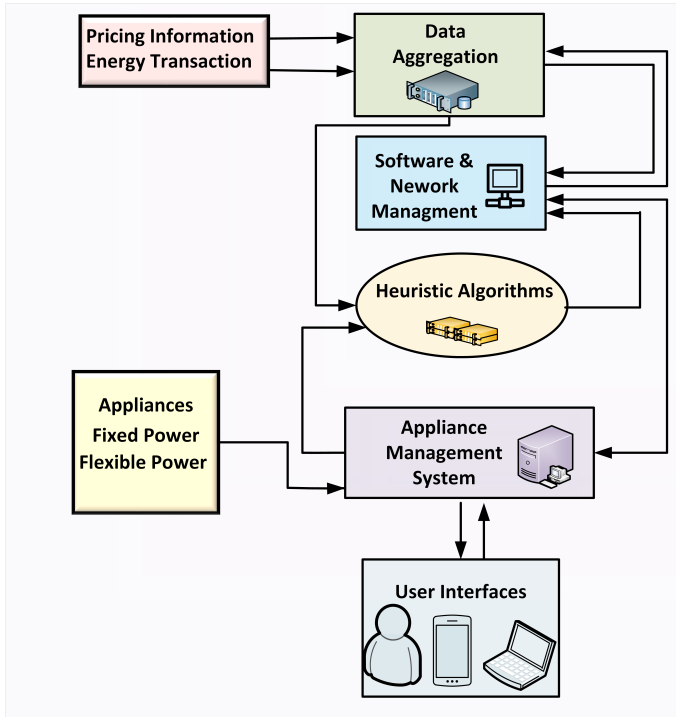 Pricing Information
Energy Transaction
Data
Aggregation
Software &
Nework
Managment
Heuristic Algorithms
Appliances
Fixed Power
Flexible Power
Appliance
Management
System
User Interfaces